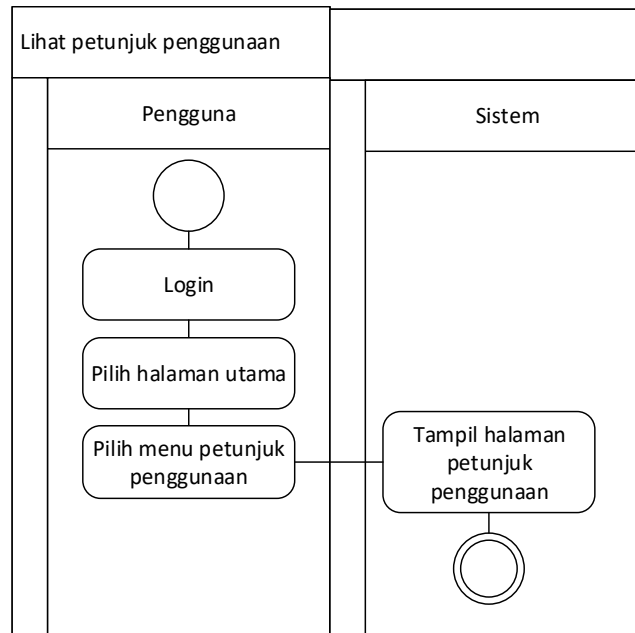 Lihat petunjuk penggunaan
Pengguna
Sistem
Login
Pilih halaman utama
Pilih menu petunjuk
penggunaan
Tampil halaman
petunjuk
penggunaan